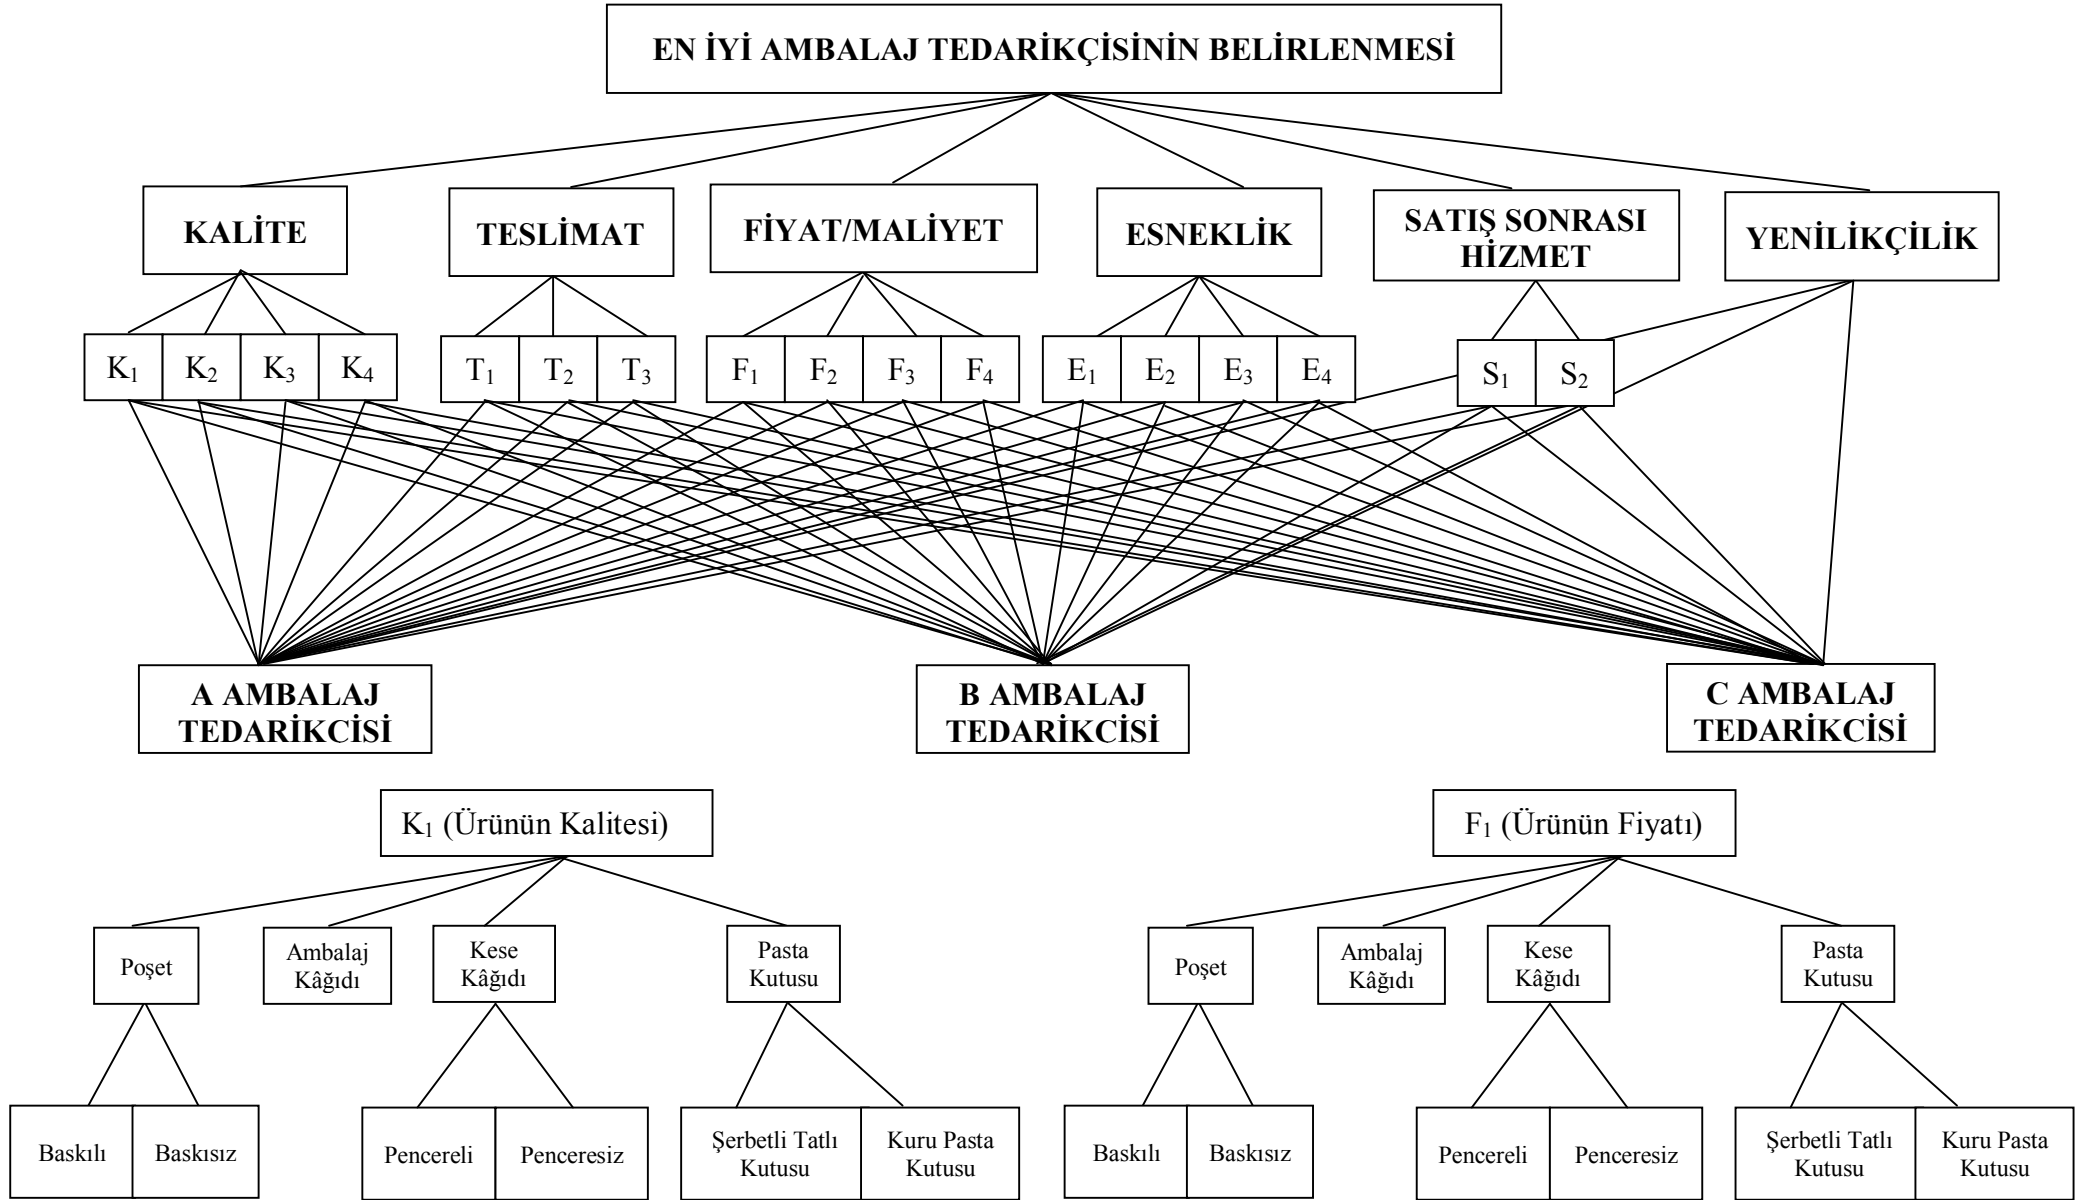 EN İYİ AMBALAJ TEDARİKÇİSİNİN BELİRLENMESİ
KALİTE
TESLİMAT
FİYAT/MALİYET
ESNEKLİK
SATIŞ SONRASI
HİZMET
YENİLİKÇİLİK
K₁ K₂ K₃ K₄
T₁ T₂ T₃
F₁ F₂ F₃ F₄
E₁ E₂ E₃ E₄
S₁ S₂
A AMBALAJ
TEDARİKCİSİ
B AMBALAJ
TEDARİKCİSİ
C AMBALAJ
TEDARİKCİSİ
K₁ (Ürünün Kalitesi)
Poşet
Ambalaj
Kâğıdı
Kese
Kâğıdı
Pasta
Kutusu
Baskılı
Baskısız
Pencereli
Penceresiz
Şerbetli Tatlı
Kutusu
Kuru Pasta
Kutusu
F₁ (Ürünün Fiyatı)
Poşet
Ambalaj
Kâğıdı
Kese
Kâğıdı
Pasta
Kutusu
Baskılı
Baskısız
Pencereli
Penceresiz
Şerbetli Tatlı
Kutusu
Kuru Pasta
Kutusu